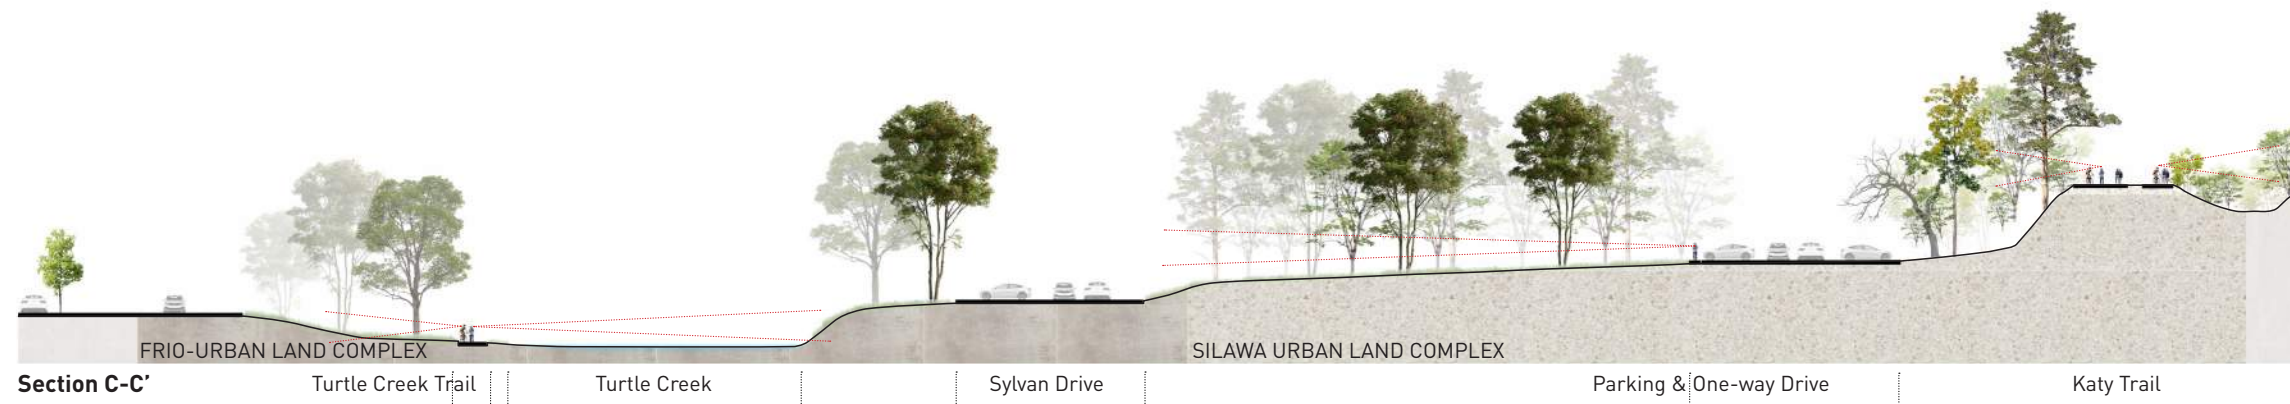 FRIO-URBAN LAND COMPLEX
SILAWA URBAN LAND COMPLEX
Section C-C’
Turtle Creek Trail
Turtle Creek
Sylvan Drive
Parking & One-way Drive
Katy Trail